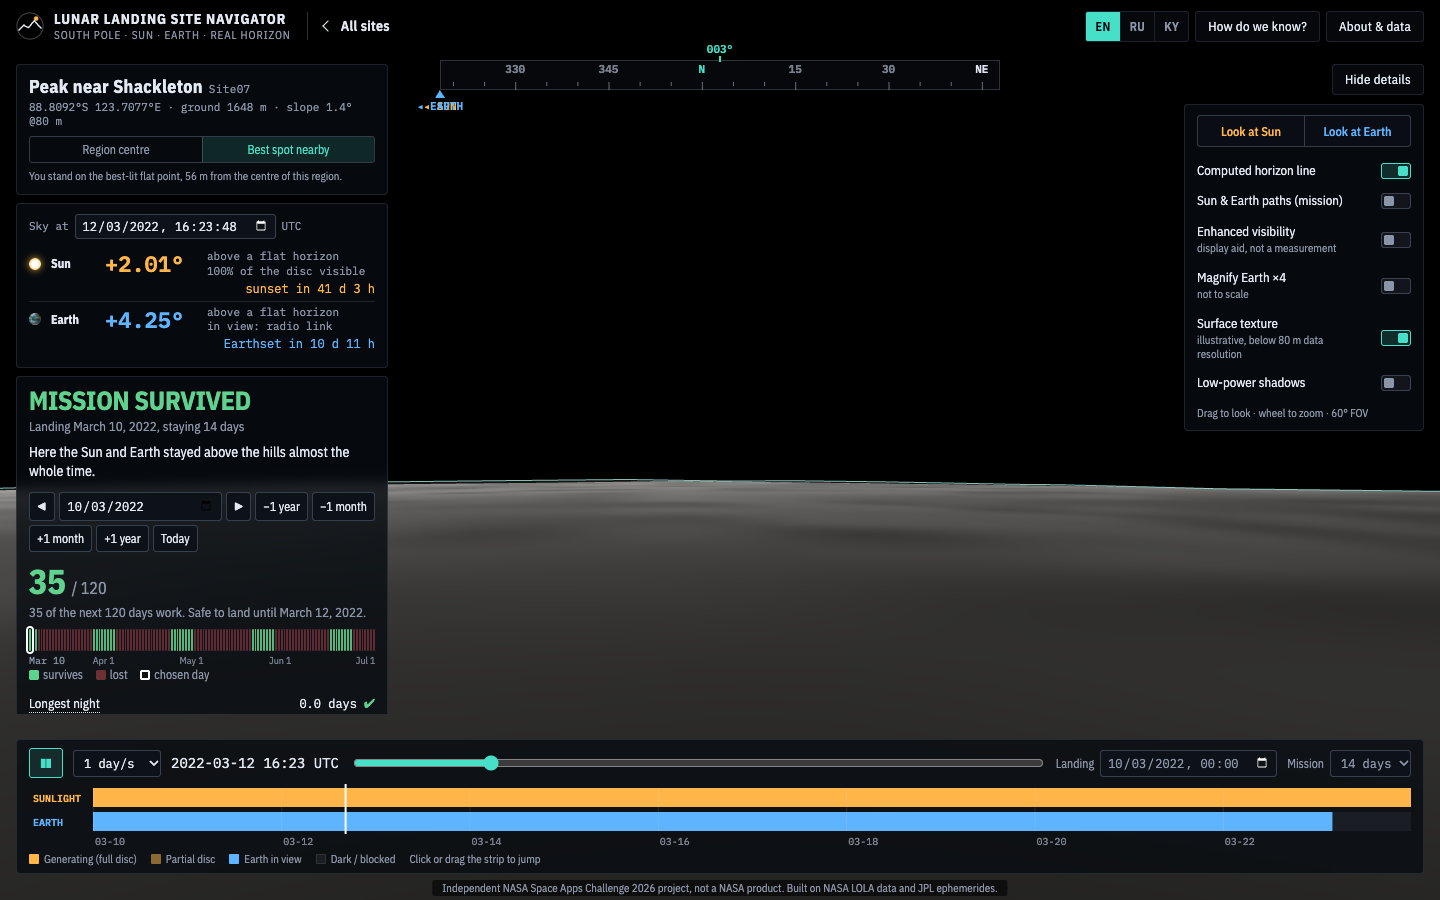 LUNAR LANDING SITE NAVIGATOR
SOUTH POLE · SUN · EARTH · REAL HORIZON
All sites
EN RU KY
How do we know?
About & data
Peak near Shackleton Site07
88.8092°S 123.7077°E · ground 1648 m · slope 1.4°
@80 m
Region centre
Best spot nearby
You stand on the best-lit flat point, 56 m from the centre of this region.
Sky at 12/03/2022, 16:23:48 UTC
Sun +2.01° above a flat horizon
100% of the disc visible
sunset in 41 d 3 h
Earth +4.25° above a flat horizon
in view: radio link
Earthset in 10 d 11 h
MISSION SURVIVED
Landing March 10, 2022, staying 14 days
Here the Sun and Earth stayed above the hills almost the
whole time.
◀ 10/03/2022 ▶ −1 year −1 month
+1 month +1 year Today
35 / 120
35 of the next 120 days work. Safe to land until March 12, 2022.
Mar 10 Apr 1 May 1 Jun 1 Jul 1
survives lost chosen day
Longest night 0.0 days ✔
003°
330 345 N 15 30 NE
Hide details
Look at Sun
Look at Earth
Computed horizon line
Sun & Earth paths (mission)
Enhanced visibility
display aid, not a measurement
Magnify Earth ×4
not to scale
Surface texture
illustrative, below 80 m data
resolution
Low-power shadows
Drag to look · wheel to zoom · 60° FOV
1 day/s 2022-03-12 16:23 UTC
Landing 10/03/2022, 00:00 Mission 14 days
SUNLIGHT
EARTH
03-10 03-12 03-14 03-16 03-18 03-20 03-22
Generating (full disc) Partial disc Earth in view Dark / blocked Click or drag the strip to jump
Independent NASA Space Apps Challenge 2026 project, not a NASA product. Built on NASA LOLA data and JPL ephemerides.